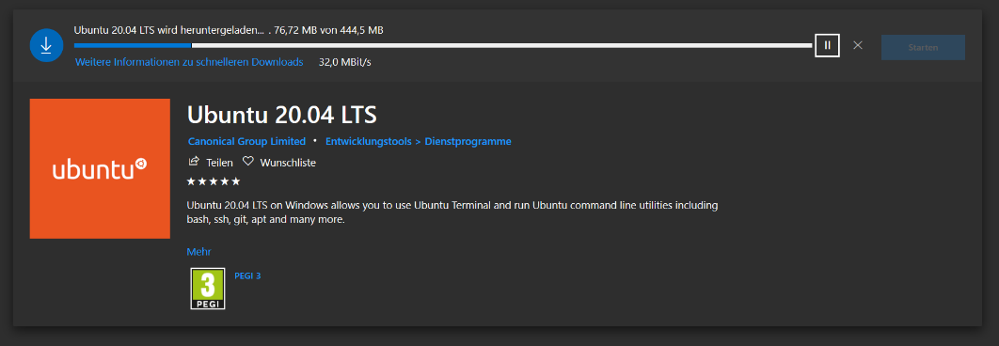 Ubuntu 20.04 LTS wird heruntergeladen... . 76,72 MB von 444,5 MB
Weitere Informationen zu schnelleren Downloads 32,0 MBit/s
Starten
Ubuntu 20.04 LTS
Canonical Group Limited • Entwicklungstools > Dienstprogramme
Teilen Wunschliste
ubuntu
Ubuntu 20.04 LTS on Windows allows you to use Ubuntu Terminal and run Ubuntu command line utilities including
bash, ssh, git, apt and many more.
Mehr
3
PEGI
PEGI 3